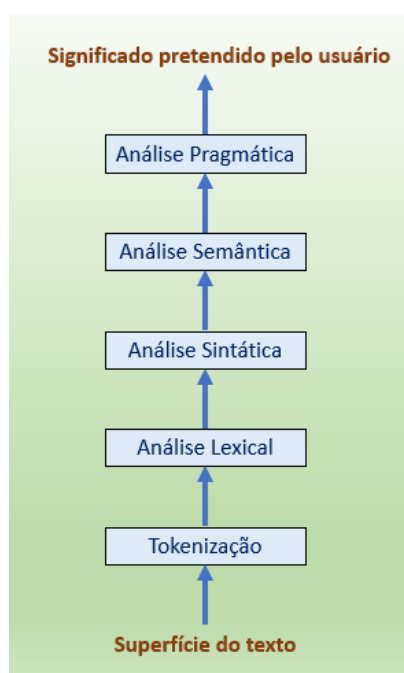 Significado pretendido pelo usuário
Análise Pragmática
Análise Semântica
Análise Sintática
Análise Lexical
Tokenização
Superfície do texto